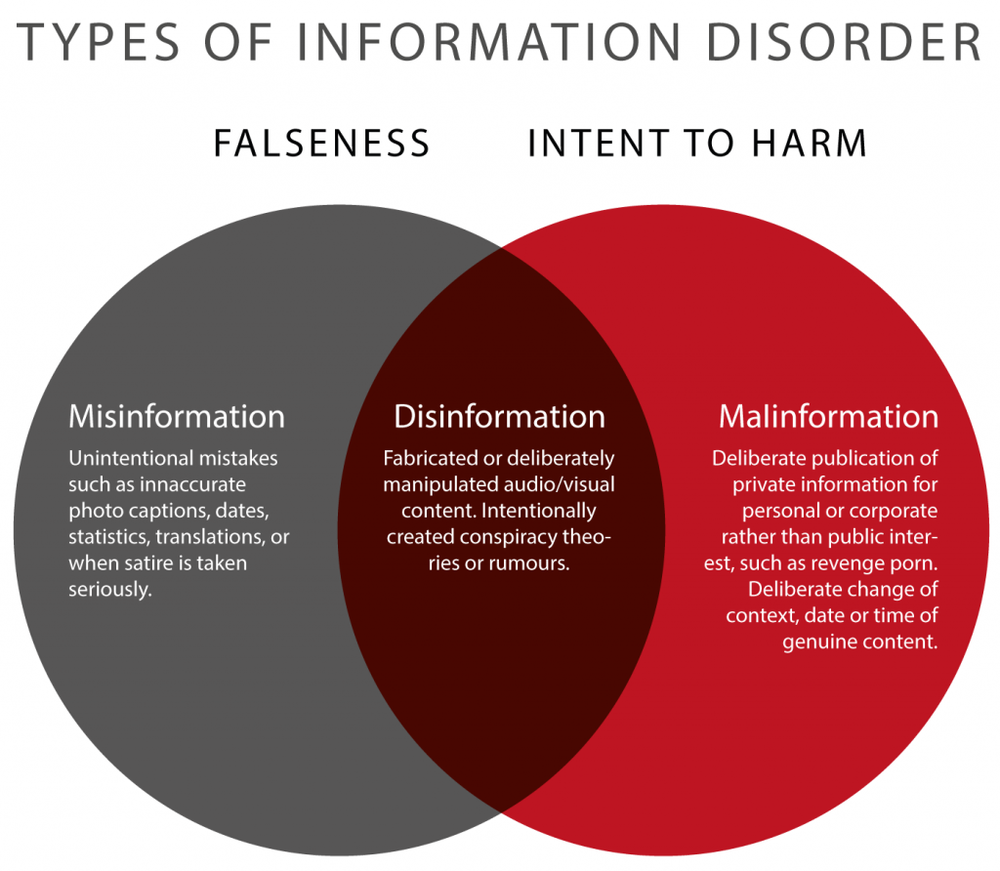 TYPES OF INFORMATION DISORDER
FALSENESS
INTENT TO HARM
Misinformation
Unintentional mistakes
such as innaccurate
photo captions, dates,
statistics, translations, or
when satire is taken
seriously.
Disinformation
Fabricated or deliberately
manipulated audio/visual
content. Intentionally
created conspiracy theo-
ries or rumours.
Malinformation
Deliberate publication of
private information for
personal or corporate
rather than public inter-
est, such as revenge porn.
Deliberate change of
context, date or time of
genuine content.